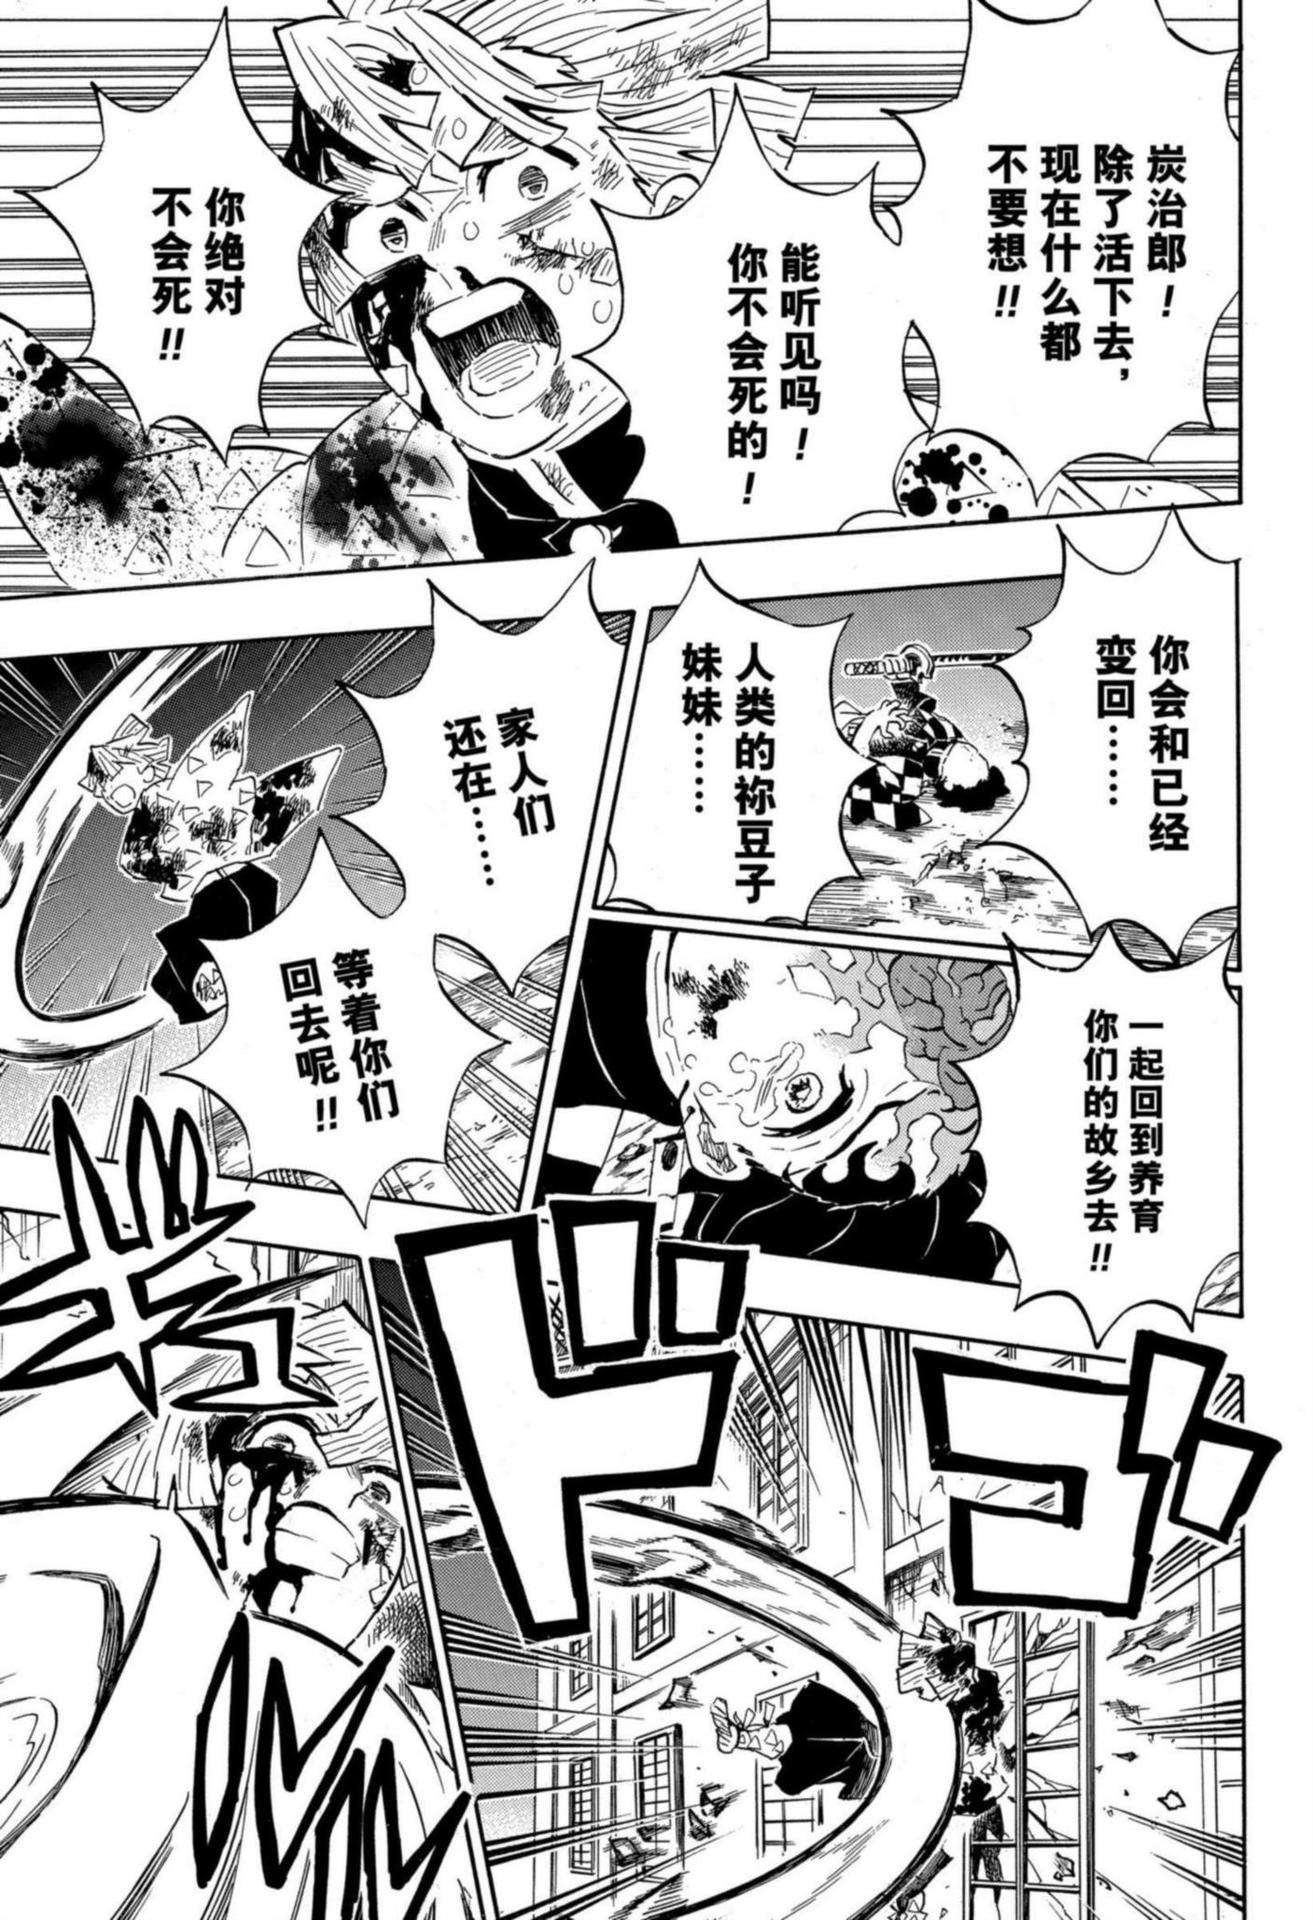 炭治郎！
除了活下去，
现在什么都
不要想!!
能听见吗！
你不会死的！
你绝对
不会死!!
你会和已经
变回……
人类的祢豆子
妹妹……
一起回到养育
你们的故乡去!!
家人们
还在……
等着你们
回去呢!!
ゴ
ド
ギ